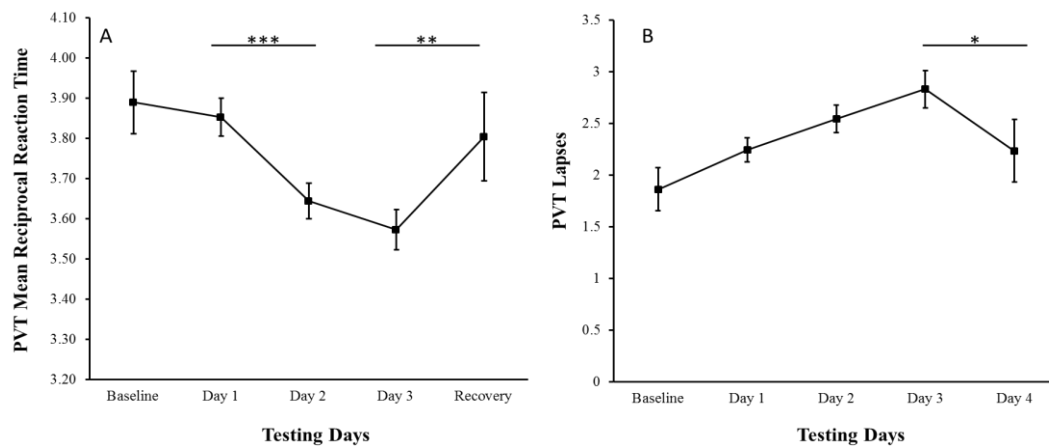 A
***
**
PVT Mean Reciprocal Reaction Time
4.10
4.00
3.90
3.80
3.70
3.60
3.50
3.40
3.30
3.20
Baseline Day 1 Day 2 Day 3 Recovery
Testing Days
B
*
PVT Lapses
3.5
3
2.5
2
1.5
1
0.5
0
Baseline Day 1 Day 2 Day 3 Day 4
Testing Days